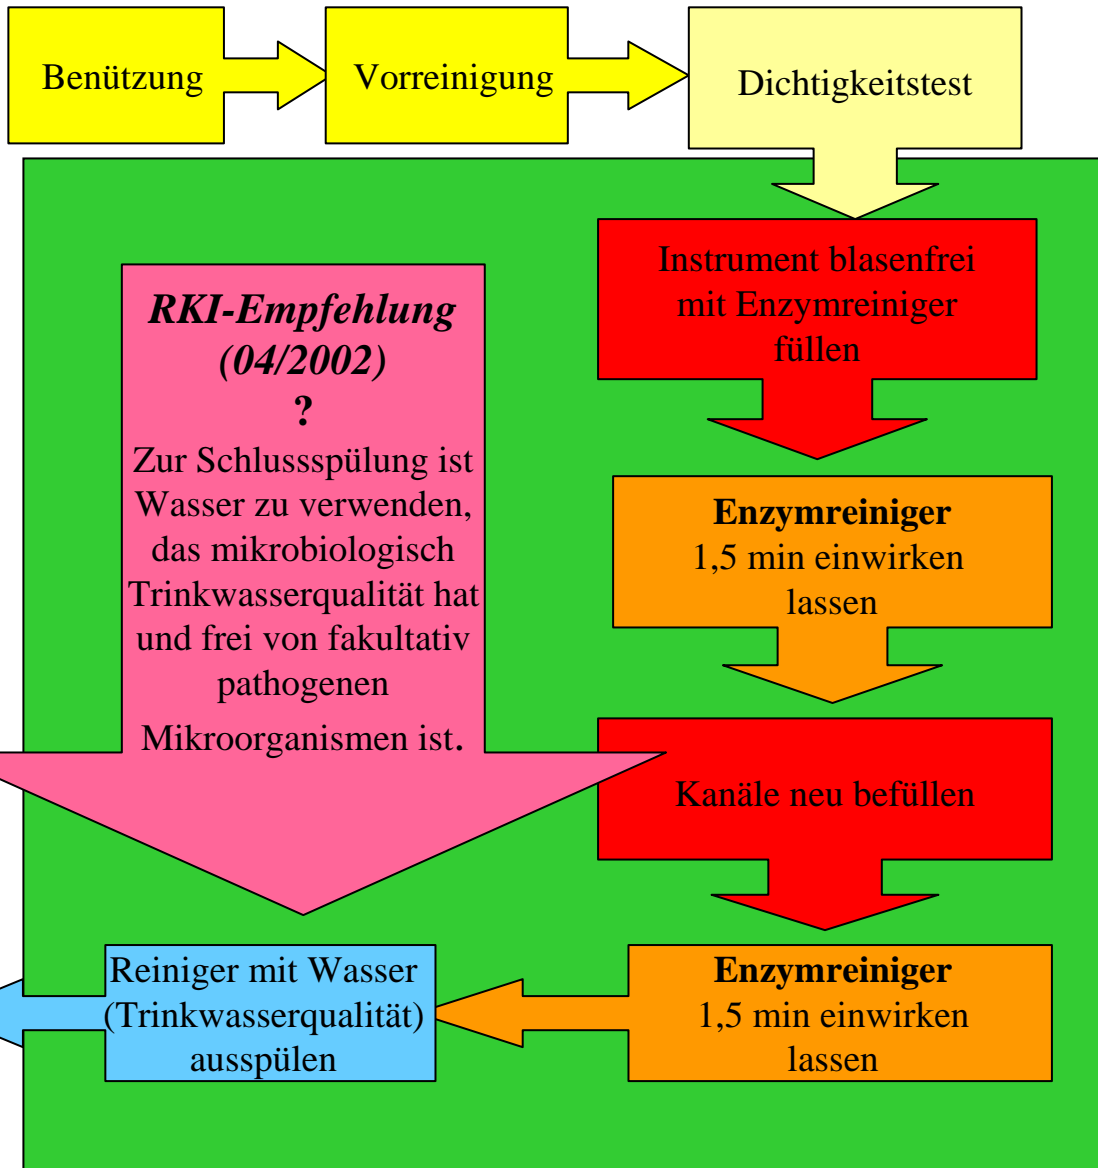 Benützung
Vorreinigung
Dichtigkeitstest
Instrument blasenfrei
mit Enzymreiniger
füllen
RKI-Empfehlung
(04/2002)
?
Zur Schlussspülung ist
Wasser zu verwenden,
das mikrobiologisch
Trinkwasserqualität hat
und frei von fakultativ
pathogenen
Mikroorganismen ist.
Enzymreiniger
1,5 min einwirken
lassen
Kanäle neu befüllen
Enzymreiniger
1,5 min einwirken
lassen
Reiniger mit Wasser
(Trinkwasserqualität)
ausspülen